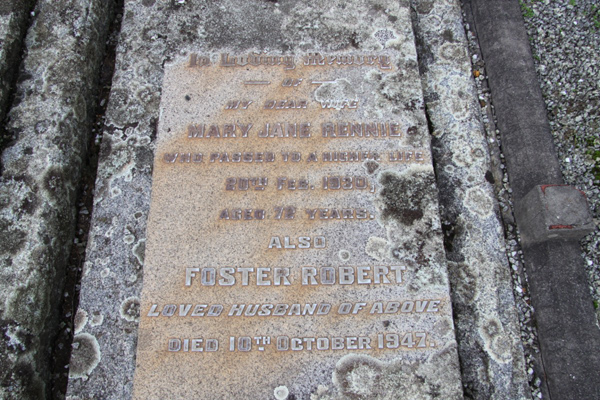 In Loving Memory
OF
MY DEAR WIFE
MARY JANE RENNIE
WHO PASSED TO A HIGHER LIFE
20TH FEB. 1930,
AGED YEARS.
ALSO
FOSTER ROBERT
LOVED HUSBAND OF ABOVE
DIED 10TH OCTOBER 1947.